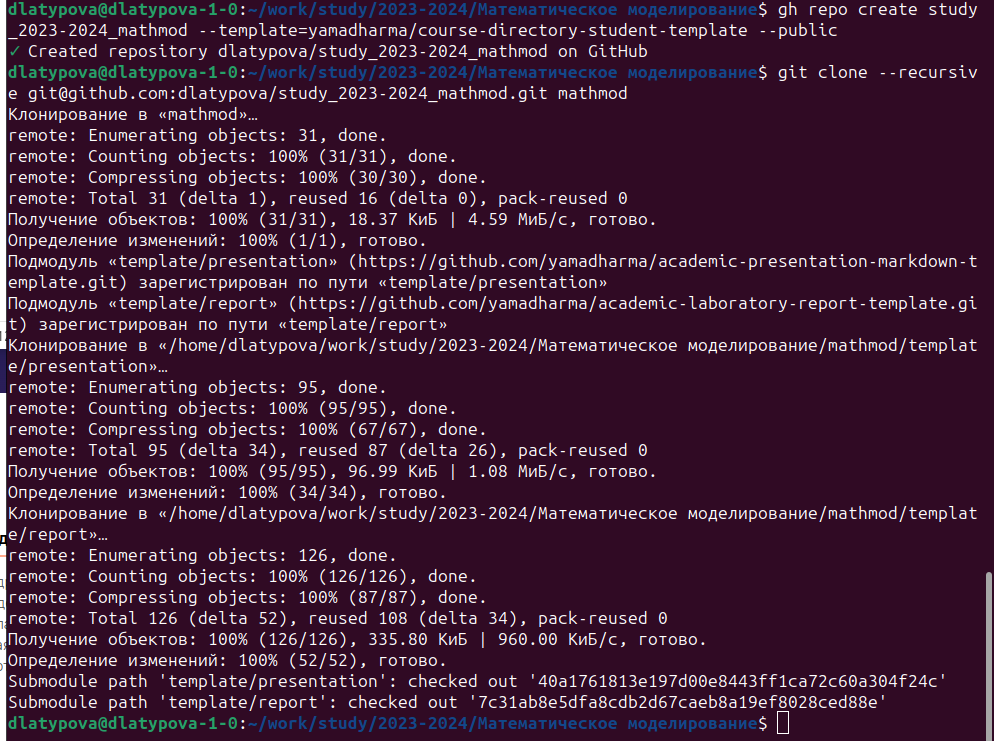 dlatypova@dlatypova-1-0:~/work/study/2023-2024/Математическое моделирование$ gh repo create study
_2023-2024_mathmod --template=yamadharma/course-directory-student-template --public
✓ Created repository dlatypova/study_2023-2024_mathmod on GitHub
dlatypova@dlatypova-1-0:~/work/study/2023-2024/Математическое моделирование$ git clone --recursiv
e git@github.com:dlatypova/study_2023-2024_mathmod.git mathmod
Клонирование в «mathmod»…
remote: Enumerating objects: 31, done.
remote: Counting objects: 100% (31/31), done.
remote: Compressing objects: 100% (30/30), done.
remote: Total 31 (delta 1), reused 16 (delta 0), pack-reused 0
Получение объектов: 100% (31/31), 18.37 КиБ | 4.59 МиБ/с, готово.
Определение изменений: 100% (1/1), готово.
Подмодуль «template/presentation» (https://github.com/yamadharma/academic-presentation-markdown-t
emplate.git) зарегистрирован по пути «template/presentation»
Подмодуль «template/report» (https://github.com/yamadharma/academic-laboratory-report-template.gi
t) зарегистрирован по пути «template/report»
Клонирование в «/home/dlatypova/work/study/2023-2024/Математическое моделирование/mathmod/templat
e/presentation»…
remote: Enumerating objects: 95, done.
remote: Counting objects: 100% (95/95), done.
remote: Compressing objects: 100% (67/67), done.
remote: Total 95 (delta 34), reused 87 (delta 26), pack-reused 0
Получение объектов: 100% (95/95), 96.99 КиБ | 1.08 МиБ/с, готово.
Определение изменений: 100% (34/34), готово.
Клонирование в «/home/dlatypova/work/study/2023-2024/Математическое моделирование/mathmod/templat
e/report»…
remote: Enumerating objects: 126, done.
remote: Counting objects: 100% (126/126), done.
remote: Compressing objects: 100% (87/87), done.
remote: Total 126 (delta 52), reused 108 (delta 34), pack-reused 0
Получение объектов: 100% (126/126), 335.80 КиБ | 960.00 КиБ/с, готово.
Определение изменений: 100% (52/52), готово.
Submodule path 'template/presentation': checked out '40a1761813e197d00e8443ff1ca72c60a304f24c'
Submodule path 'template/report': checked out '7c31ab8e5dfa8cdb2d67caeb8a19ef8028ced88e'
dlatypova@dlatypova-1-0:~/work/study/2023-2024/Математическое моделирование$